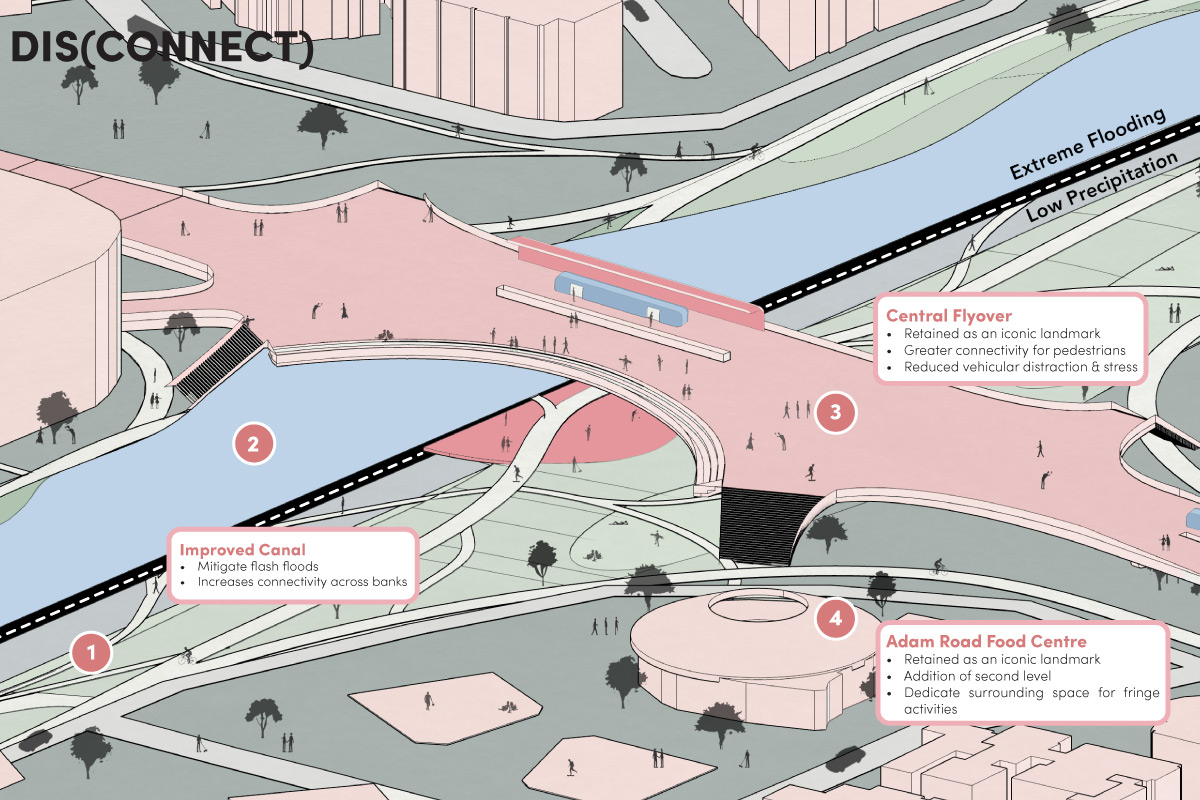 DIS(CONNECT)
Extreme Flooding
Low Precipitation
Central Flyover
• Retained as an iconic landmark
• Greater connectivity for pedestrians
• Reduced vehicular distraction & stress
3
2
Improved Canal
• Mitigate flash floods
• Increases connectivity across banks
1
4
Adam Road Food Centre
• Retained as an iconic landmark
• Addition of second level
• Dedicate surrounding space for fringe
activities